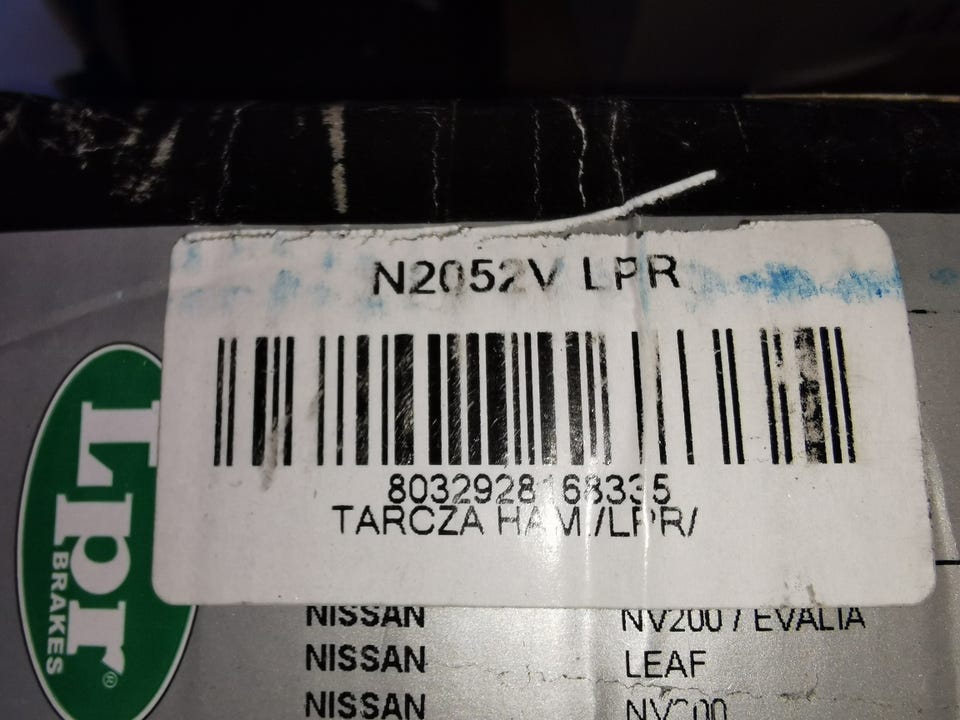 N2052V LPR
8032928168335
TARCZA HAM./LPR/
Lpr
BRAKES
®
NISSAN NV200 / EVALIA
NISSAN LEAF
NISSAN